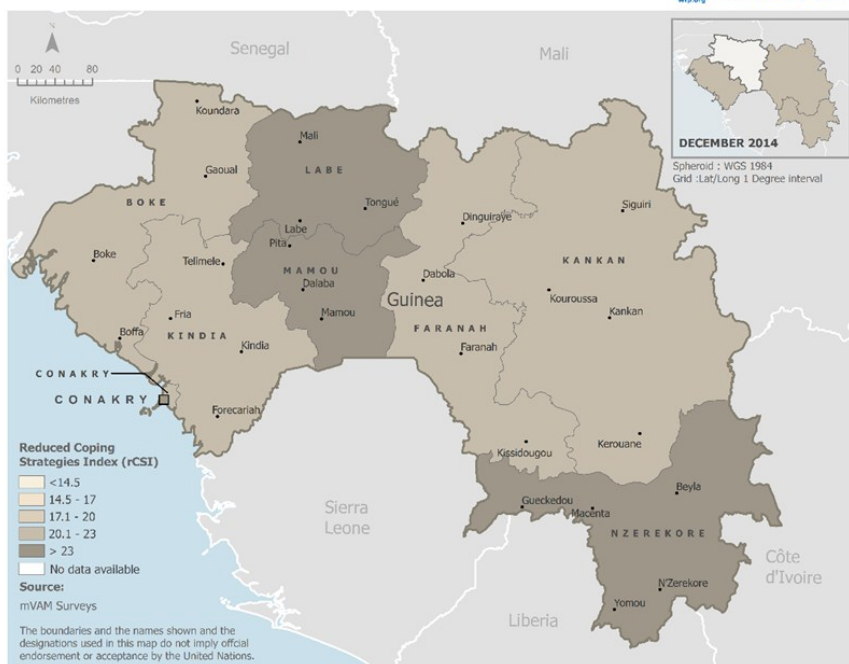 wfp.org
Senegal
Mali
N
0 20 40 80
Kilometres
DECEMBER 2014
Spheroid : WGS 1984
Grid :Lat/Long 1 Degree interval
Koundara
Mali
Gaoual
LABE
Tongué
Siguiri
BOKE
Dinguiraye
Labe
Pita
Boke
Telimele
KANKAN
MAMOU
Dabola
Dalaba
Guinea
Kouroussa
Fria
Mamou
Kankan
FARANAH
Boffa
KINDIA
Kindia
Faranah
CONAKRY
CONAKRY
Forecariah
Kissidougou
Kerouane
Reduced Coping
Strategies Index (rCSI)
<14.5
14.5 - 17
17.1 - 20
20.1 - 23
> 23
No data available
Source:
mVAM Surveys
The boundaries and the names shown and the
designations used in this map do not imply offcial
endorsement or acceptance by the United Nations.
Sierra
Leone
Beyla
Gueckedou
Macenta
NZEREKORE
Côte
d'Ivoire
N'Zerekore
Yomou
Liberia